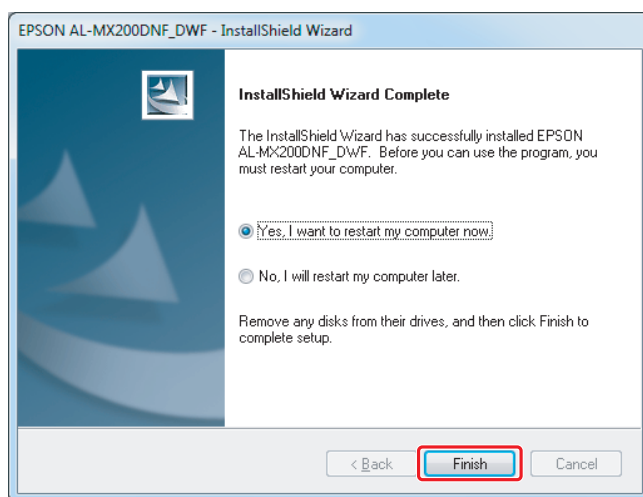 EPSON AL-MX200DNF_DWF - InstallShield Wizard
InstallShield Wizard Complete
The InstallShield Wizard has successfully installed EPSON
AL-MX200DNF_DWF. Before you can use the program, you
must restart your computer.
Yes, I want to restart my computer now.
No, I will restart my computer later.
Remove any disks from their drives, and then click Finish to
complete setup.
< Back
Finish
Cancel